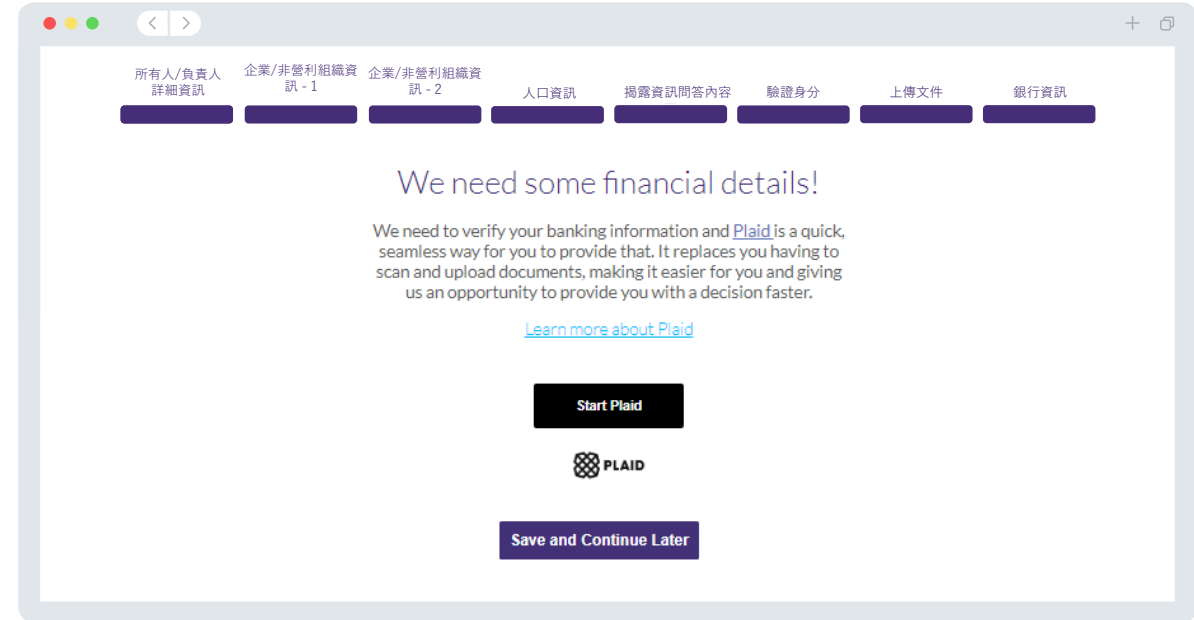 所有人/負責人
詳細資訊
企業/非營利組織資
訊 - 1
企業/非營利組織資
訊 - 2
人口資訊
揭露資訊問答內容
驗證身分
上傳文件
銀行資訊
We need some financial details!
We need to verify your banking information and Plaid is a quick,
seamless way for you to provide that. It replaces you having to
scan and upload documents, making it easier for you and giving
us an opportunity to provide you with a decision faster.
Learn more about Plaid
Start Plaid
PLAID
Save and Continue Later